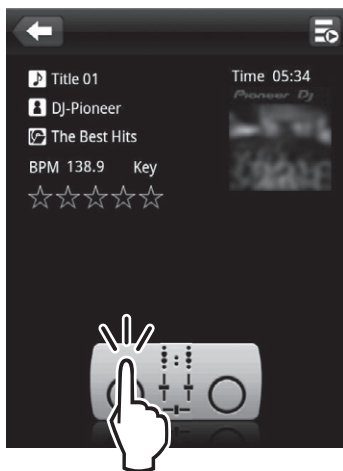 Title 01
Time 05:34
DJ-Pioneer
Pioneer Dj
The Best Hits
BPM 138.9 Key